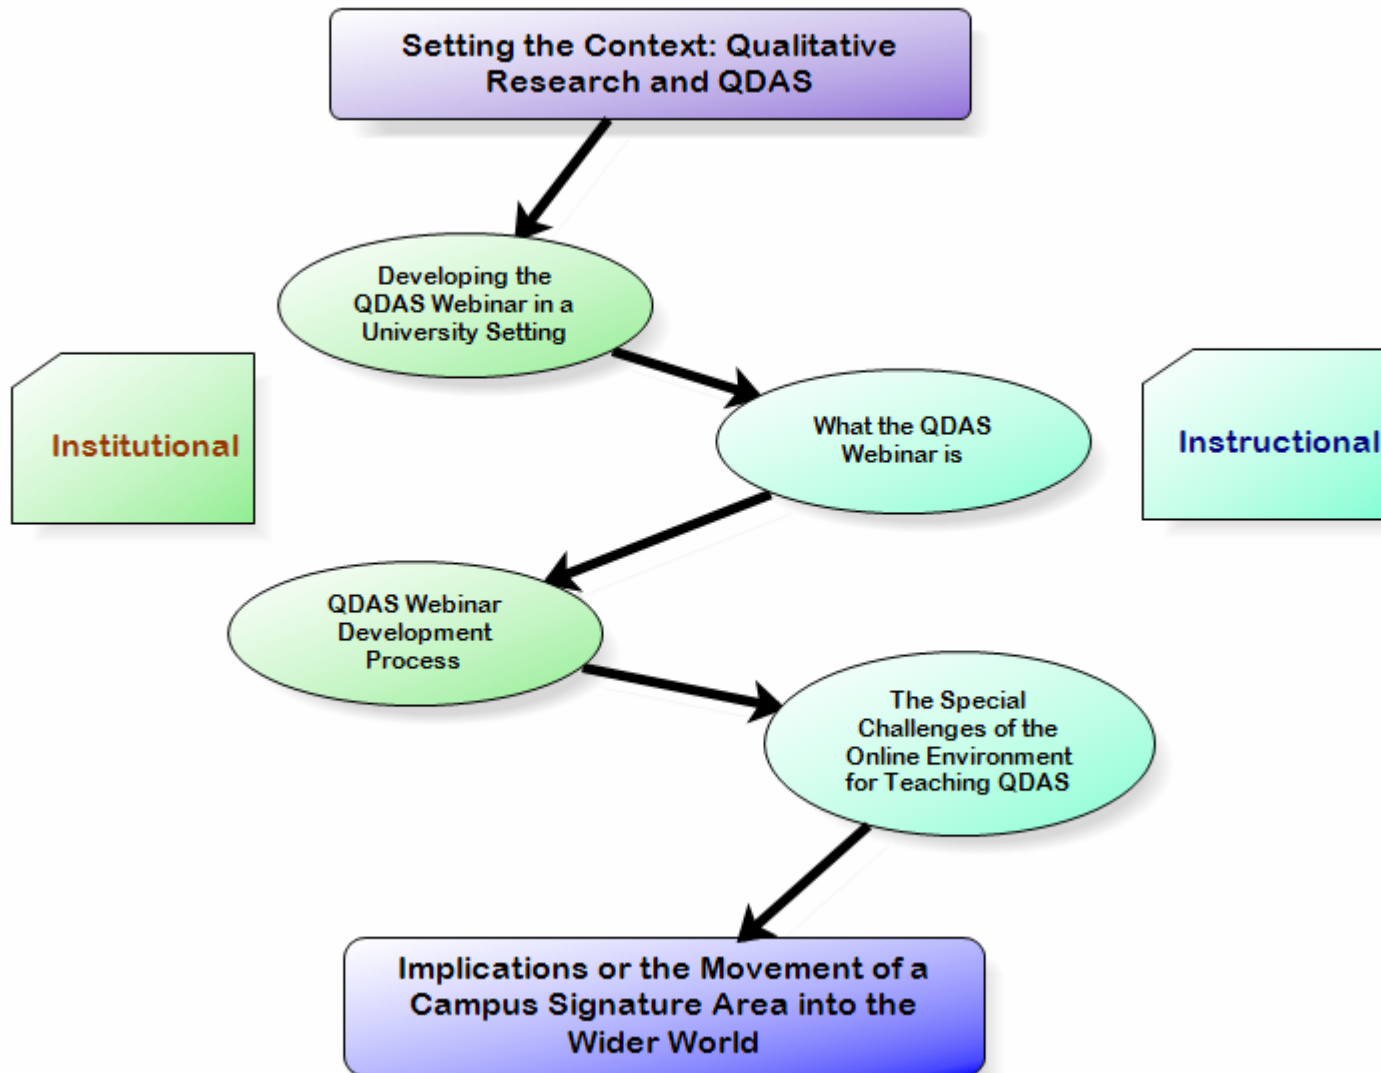 Setting the Context: Qualitative
Research and QDAS
Developing the
QDAS Webinar in a
University Setting
Institutional
What the QDAS
Webinar is
Instructional
QDAS Webinar
Development
Process
The Special
Challenges of the
Online Environment
for Teaching QDAS
Implications or the Movement of a
Campus Signature Area into the
Wider World